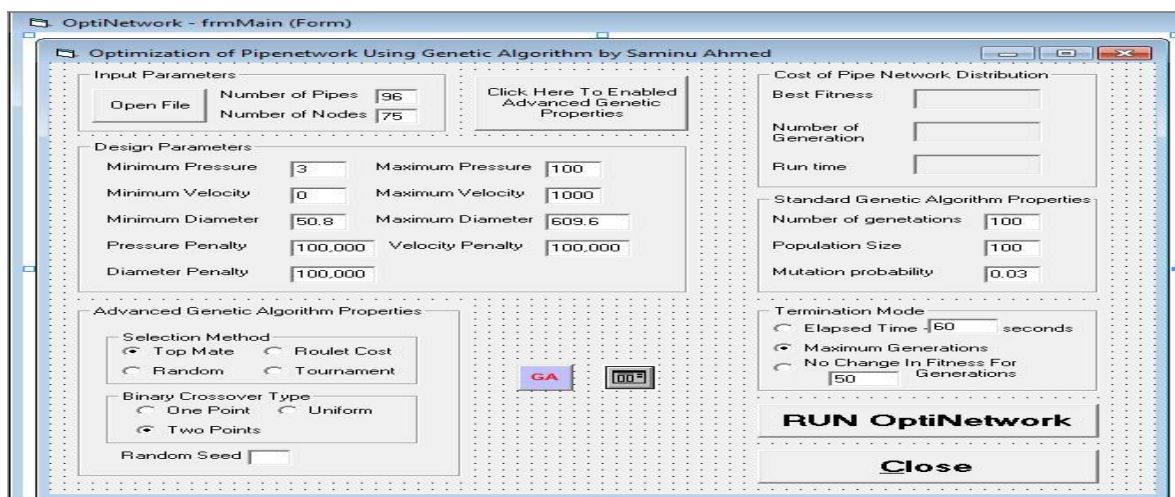 OptiNetwork - frmMain (Form)
Optimization of Pipenetwork Using Genetic Algorithm by Saminu Ahmed
Input Parameters
Open File
Number of Pipes 96
Number of Nodes 75
Click Here To Enabled
Advanced Genetic
Properties
Cost of Pipe Network Distribution
Best Fitness
Number of
Generation
Run time
Design Parameters
Minimum Pressure 3 Maximum Pressure 100
Minimum Velocity 0 Maximum Velocity 1000
Minimum Diameter 50.8 Maximum Diameter 609.6
Pressure Penalty 100,000 Velocity Penalty 100,000
Diameter Penalty 100,000
Standard Genetic Algorithm Properties
Number of genetations 100
Population Size 100
Mutation probability 0.03
Advanced Genetic Algorithm Properties
Selection Method
Top Mate Roulet Cost
Random Tournament
Binary Crossover Type
One Point Uniform
Two Points
Random Seed
GA
Termination Mode
Elapsed Time - 60 seconds
Maximum Generations
No Change In Fitness For
50 Generations
RUN OptiNetwork
Close